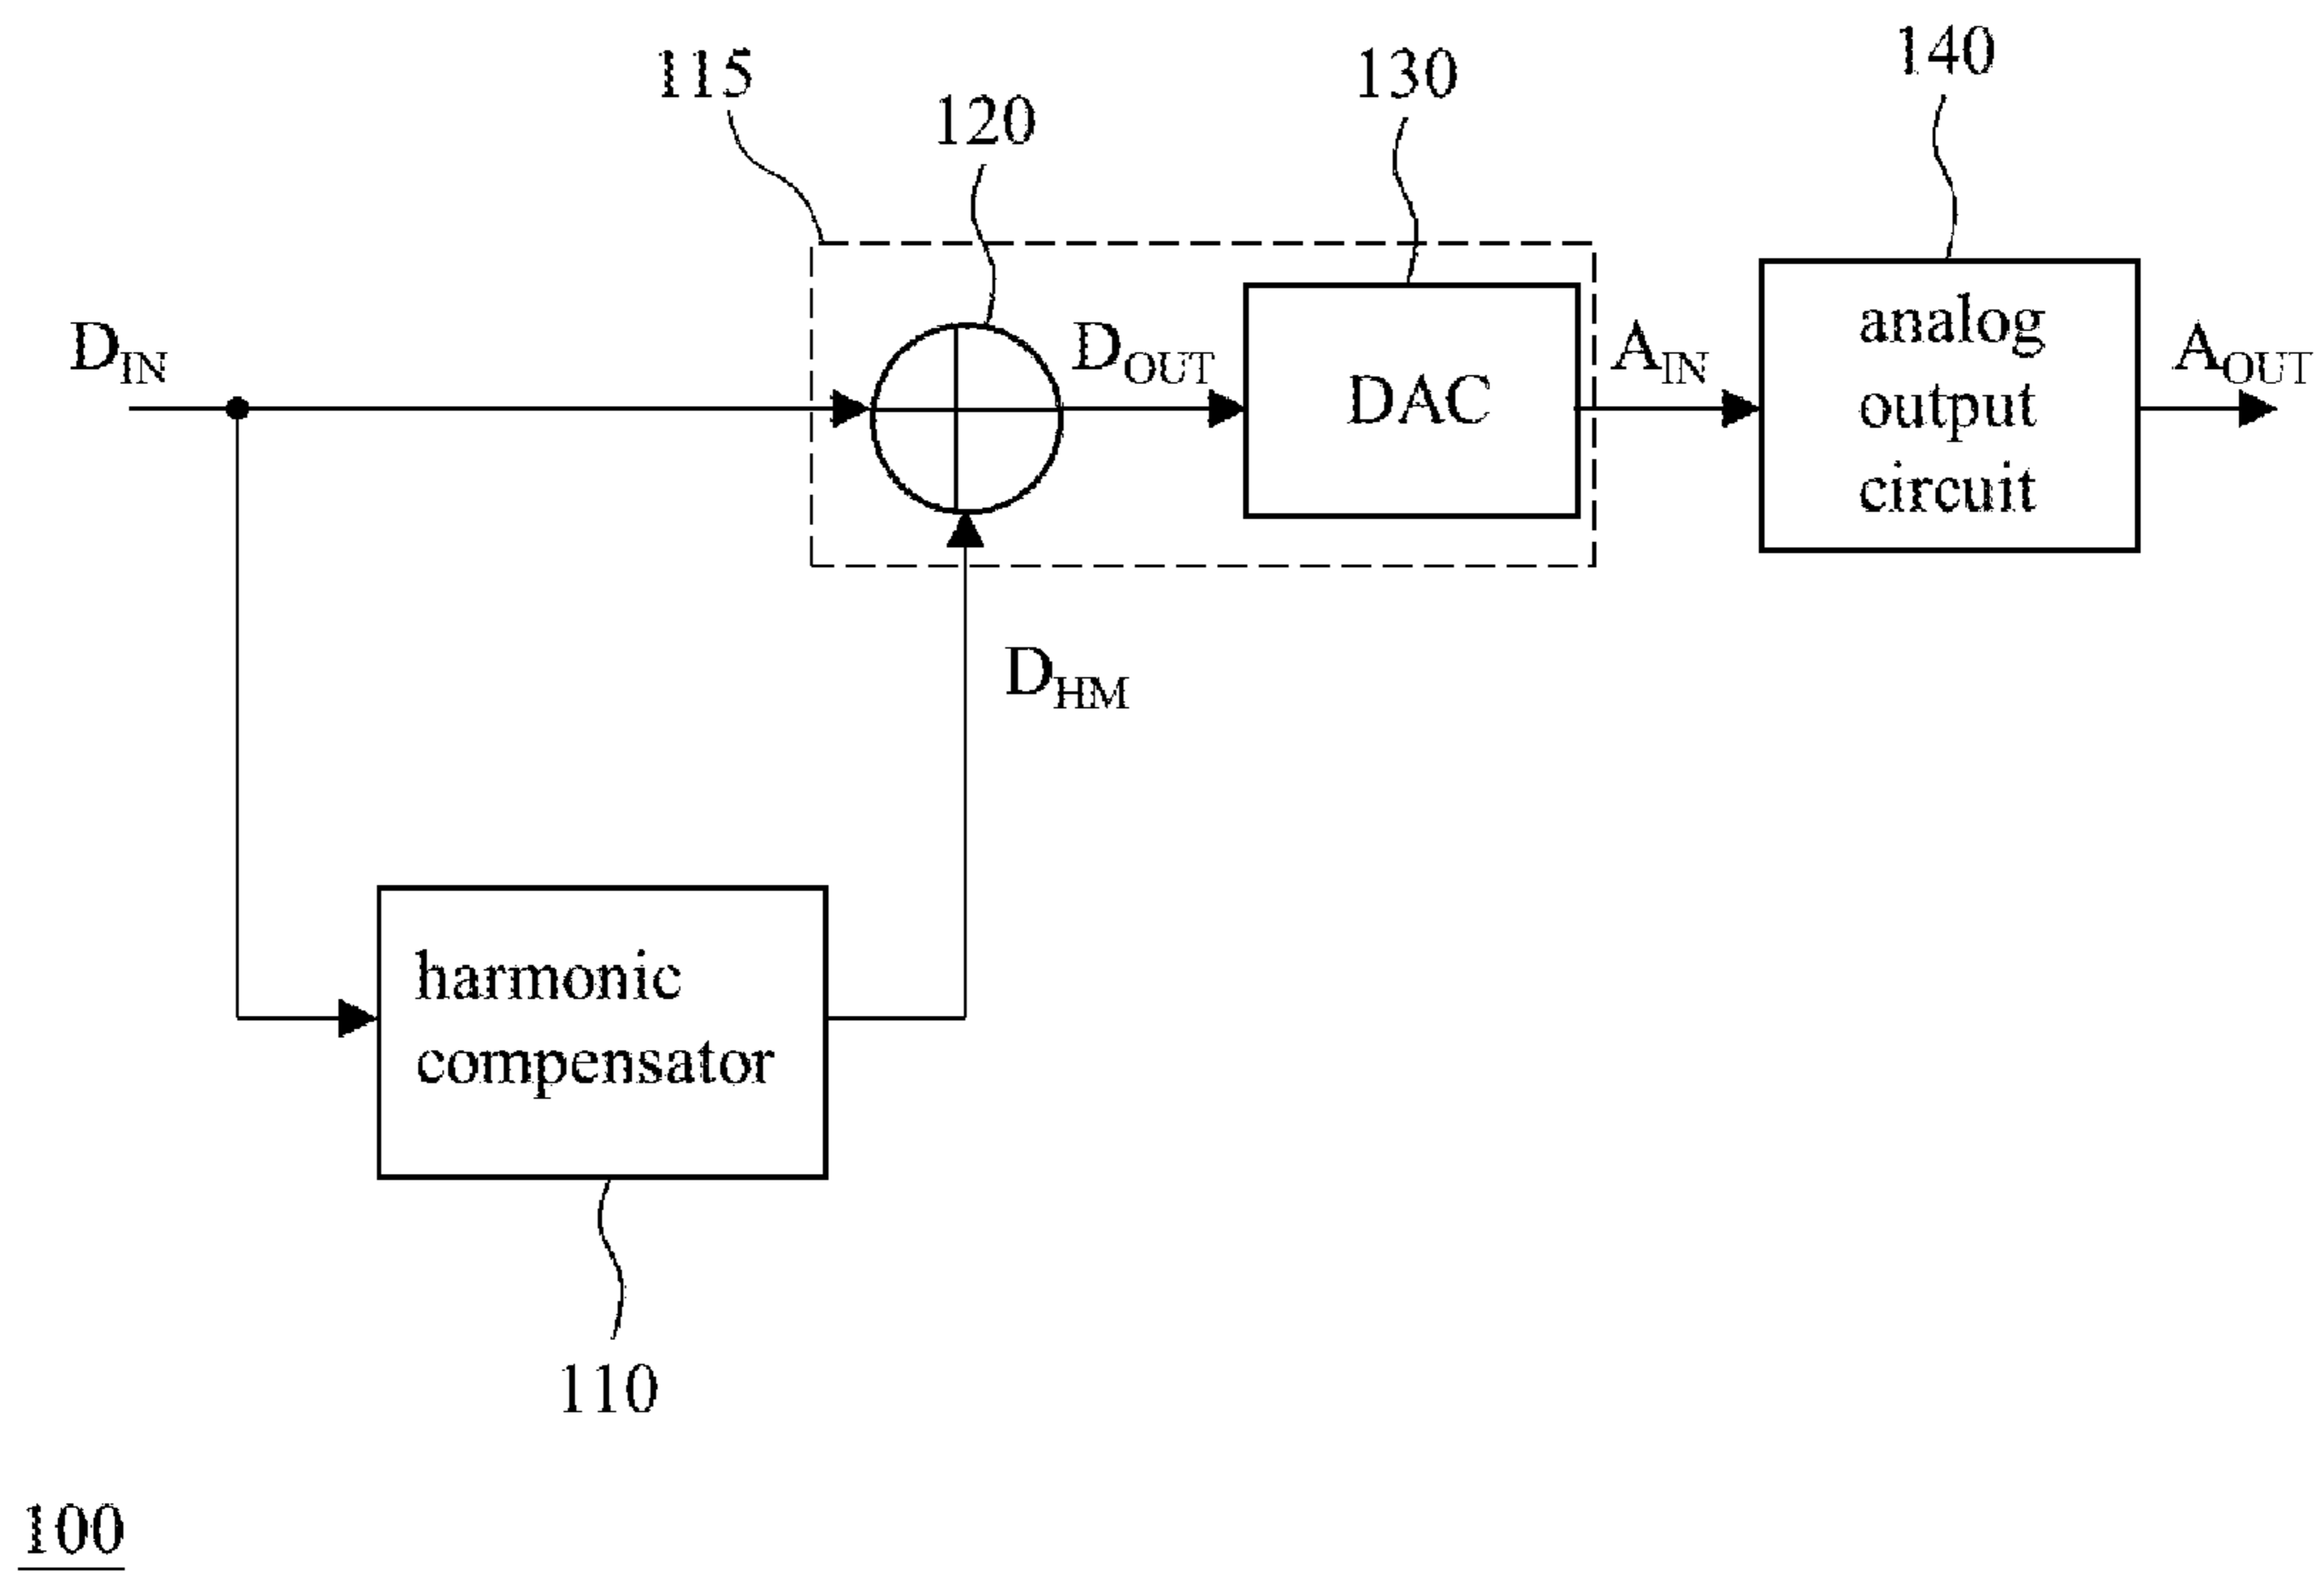 115
120
130
140
D_IN
D_OUT
DAC
A_IN
analog
output
circuit
A_OUT
D_HM
harmonic
compensator
110
100